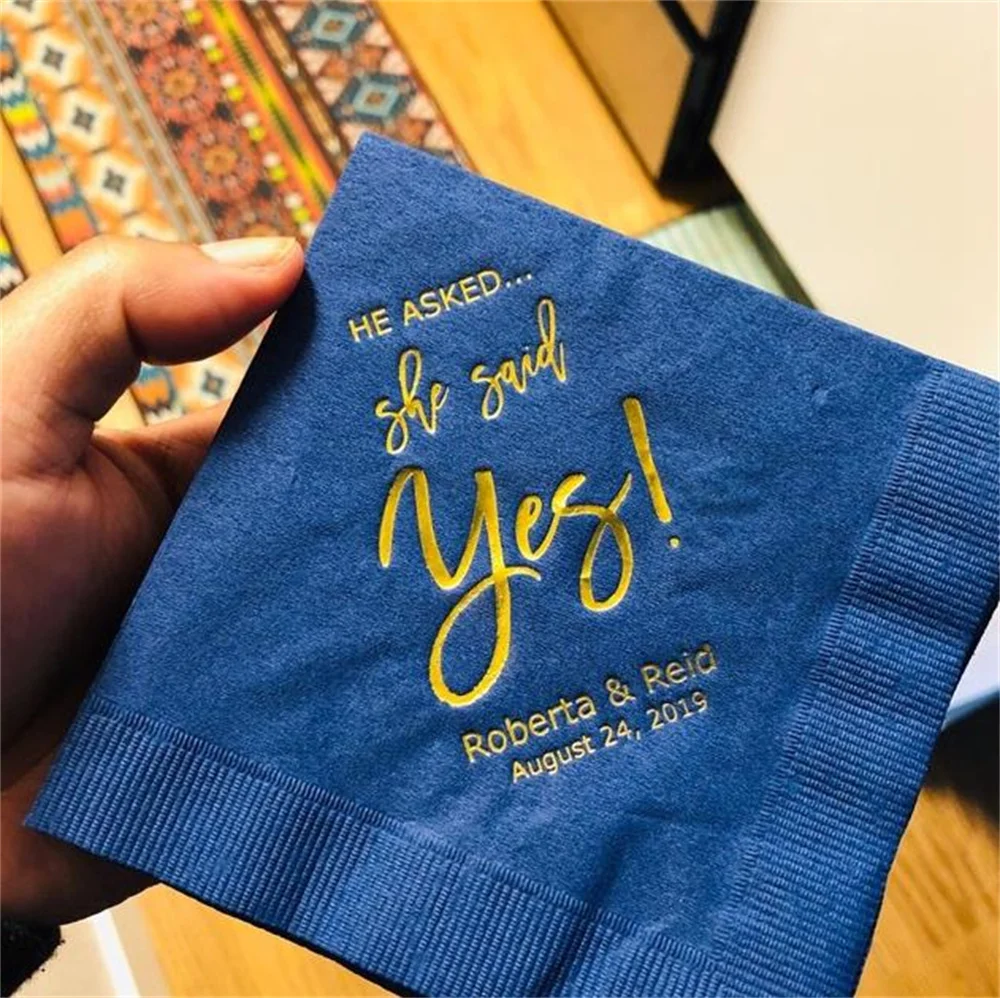 HE ASKED...
she said
Yes!
Roberta & Reid
August 24, 2019